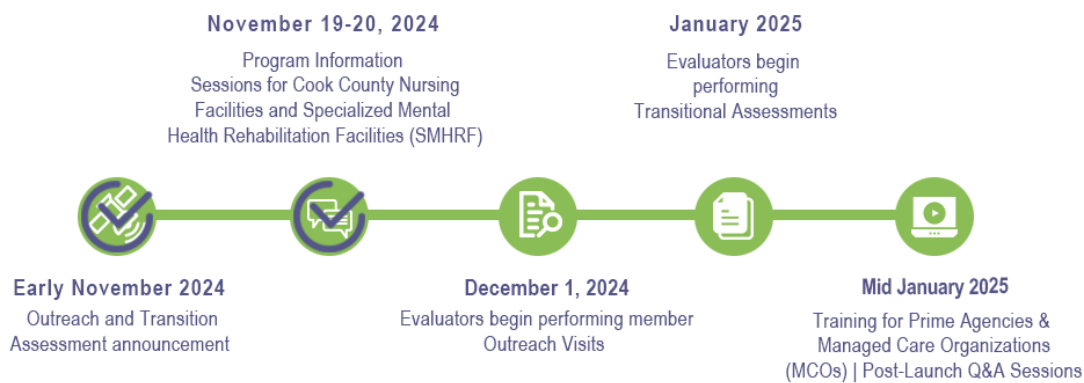 November 19-20, 2024
Program Information
Sessions for Cook County Nursing
Facilities and Specialized Mental
Health Rehabilitation Facilities (SMHRF)
January 2025
Evaluators begin
performing
Transitional Assessments
Early November 2024
Outreach and Transition
Assessment announcement
December 1, 2024
Evaluators begin performing member
Outreach Visits
Mid January 2025
Training for Prime Agencies &
Managed Care Organizations
(MCOs) | Post-Launch Q&A Sessions